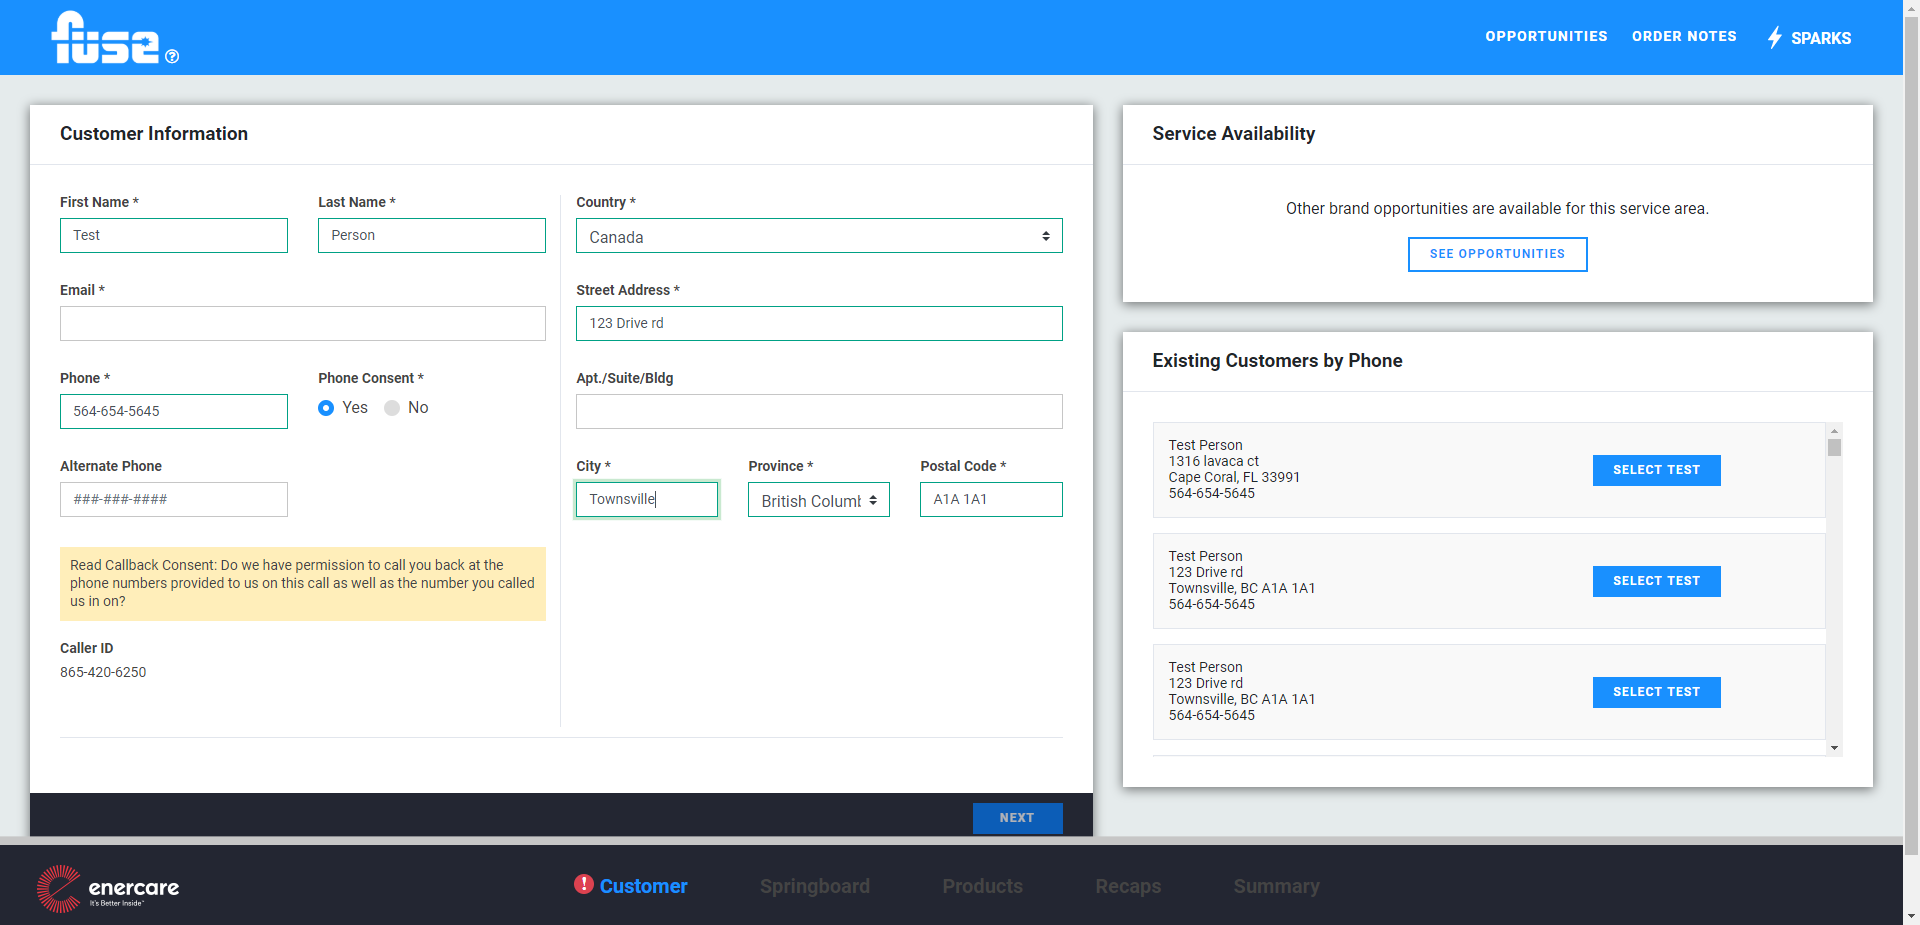 fuse
OPPORTUNITIES
ORDER NOTES
SPARKS
Customer Information
First Name *
Last Name *
Test
Person
Email *
Phone *
Phone Consent *
564-654-5645
Yes
No
Alternate Phone
###-###-####
Read Callback Consent: Do we have permission to call you back at the
phone numbers provided to us on this call as well as the number you called
us in on?
Caller ID
865-420-6250
Country *
Canada
Street Address *
123 Drive rd
Apt./Suite/Bldg
City *
Province *
Postal Code *
Townsville
British Columb
A1A 1A1
NEXT
Service Availability
Other brand opportunities are available for this service area.
SEE OPPORTUNITIES
Existing Customers by Phone
Test Person
1316 lavaca ct
Cape Coral, FL 33991
564-654-5645
SELECT TEST
Test Person
123 Drive rd
Townsville, BC A1A 1A1
564-654-5645
SELECT TEST
Test Person
123 Drive rd
Townsville, BC A1A 1A1
564-654-5645
SELECT TEST
enercare
It's Better Inside™
Customer
Springboard
Products
Recaps
Summary